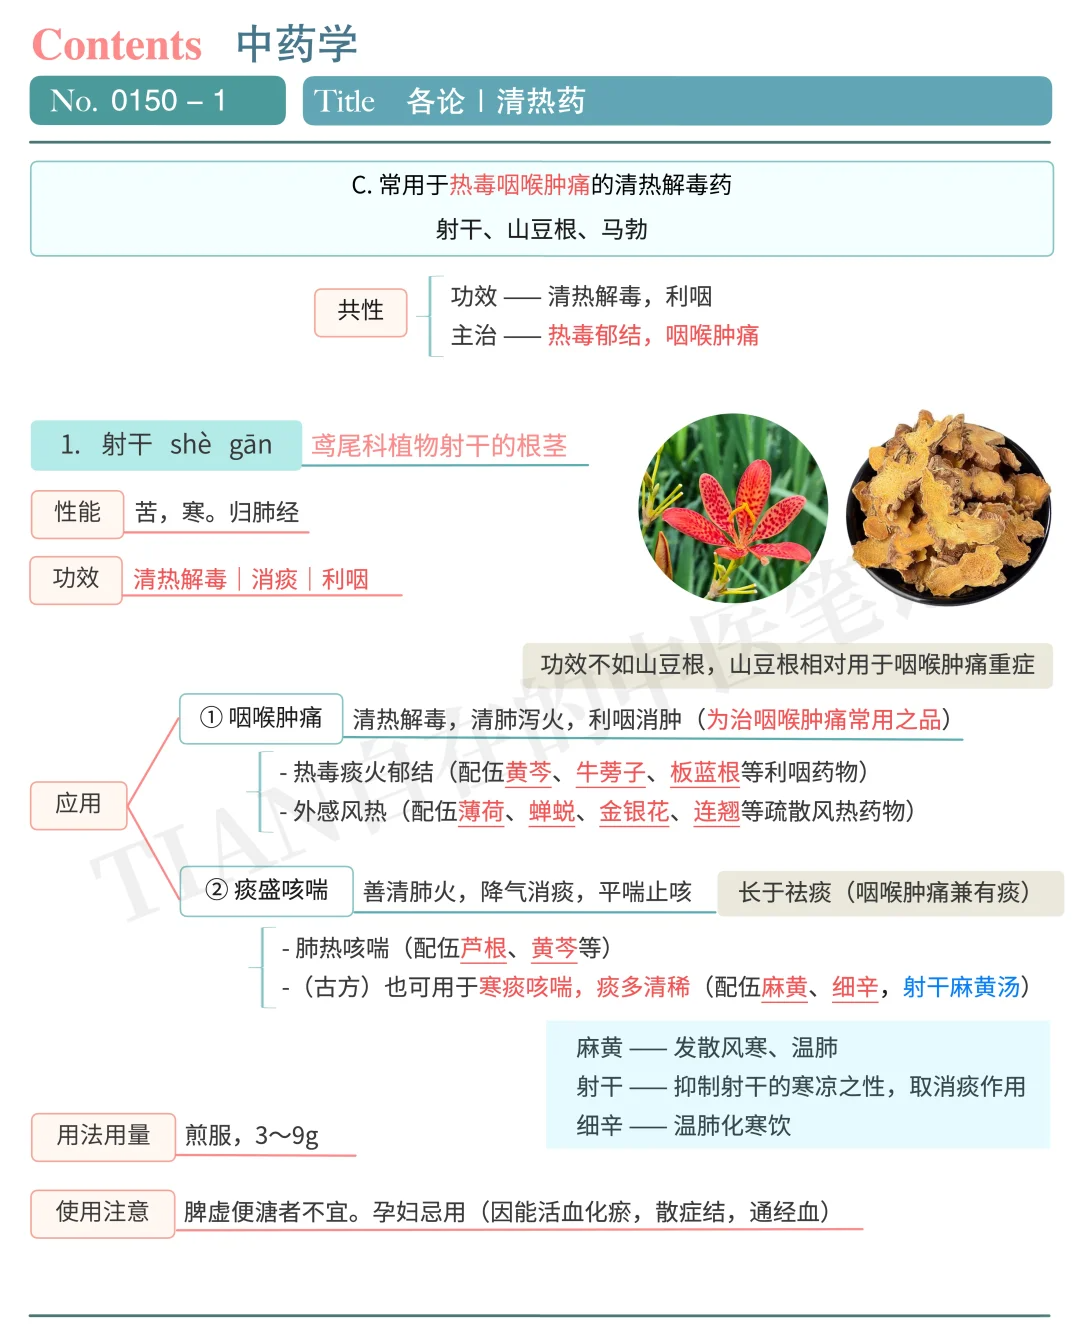 Contents 中药学
No. 0150 – 1
Title 各论 | 清热药
C. 常用于热毒咽喉肿痛的清热解毒药
射干、山豆根、马勃
共性
功效 —— 清热解毒，利咽
主治 —— 热毒郁结，咽喉肿痛
1. 射干 shè gān 鸢尾科植物射干的根茎
性能 苦，寒。归肺经
功效 清热解毒｜消痰｜利咽
功效不如山豆根，山豆根相对用于咽喉肿痛重症
① 咽喉肿痛 清热解毒，清肺泻火，利咽消肿（为治咽喉肿痛常用之品）
- 热毒痰火郁结（配伍黄芩、牛蒡子、板蓝根等利咽药物）
应用
- 外感风热（配伍薄荷、蝉蜕、金银花、连翘等疏散风热药物）
② 痰盛咳喘 善清肺火，降气消痰，平喘止咳 长于祛痰（咽喉肿痛兼有痰）
- 肺热咳喘（配伍芦根、黄芩等）
-（古方）也可用于寒痰咳喘，痰多清稀（配伍麻黄、细辛，射干麻黄汤）
麻黄 —— 发散风寒、温肺
射干 —— 抑制射干的寒凉之性，取消痰作用
细辛 —— 温肺化寒饮
用法用量 煎服，3～9g
使用注意 脾虚便溏者不宜。孕妇忌用（因能活血化瘀，散症结，通经血）
TIAN自在的中医笔